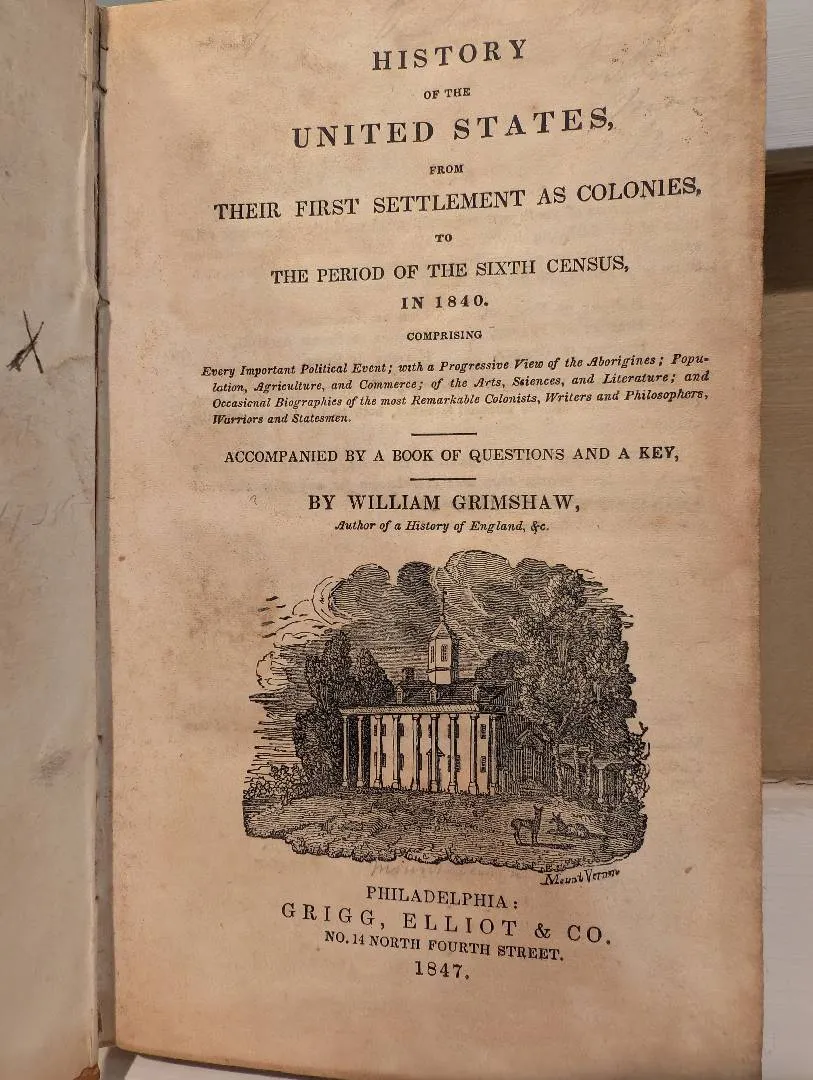 HISTORY
OF THE
UNITED STATES,
FROM
THEIR FIRST SETTLEMENT AS COLONIES,
TO
THE PERIOD OF THE SIXTH CENSUS,
IN 1840.
COMPRISING
Every Important Political Event; with a Progressive View of the Aborigines; Popu-
lation, Agriculture, and Commerce; of the Arts, Sciences, and Literature; and
Occasional Biographies of the most Remarkable Colonists, Writers and Philosophers,
Warriors and Statesmen.
ACCOMPANIED BY A BOOK OF QUESTIONS AND A KEY,
BY WILLIAM GRIMSHAW,
Author of a History of England, &c.
Mount Vernon
PHILADELPHIA:
GRIGG, ELLIOT & CO.
NO. 14 NORTH FOURTH STREET.
1847.
X